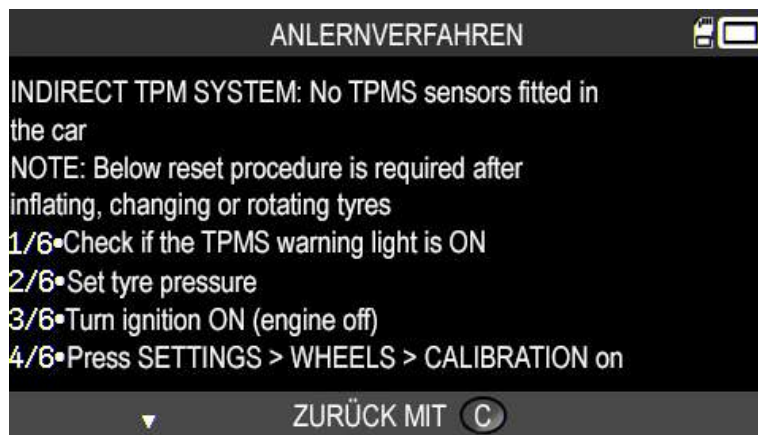 ANLERNVERFAHREN
INDIRECT TPM SYSTEM: No TPMS sensors fitted in
the car
NOTE: Below reset procedure is required after
inflating, changing or rotating tyres
1/6•Check if the TPMS warning light is ON
2/6•Set tyre pressure
3/6•Turn ignition ON (engine off)
4/6•Press SETTINGS > WHEELS > CALIBRATION on
ZURÜCK MIT C